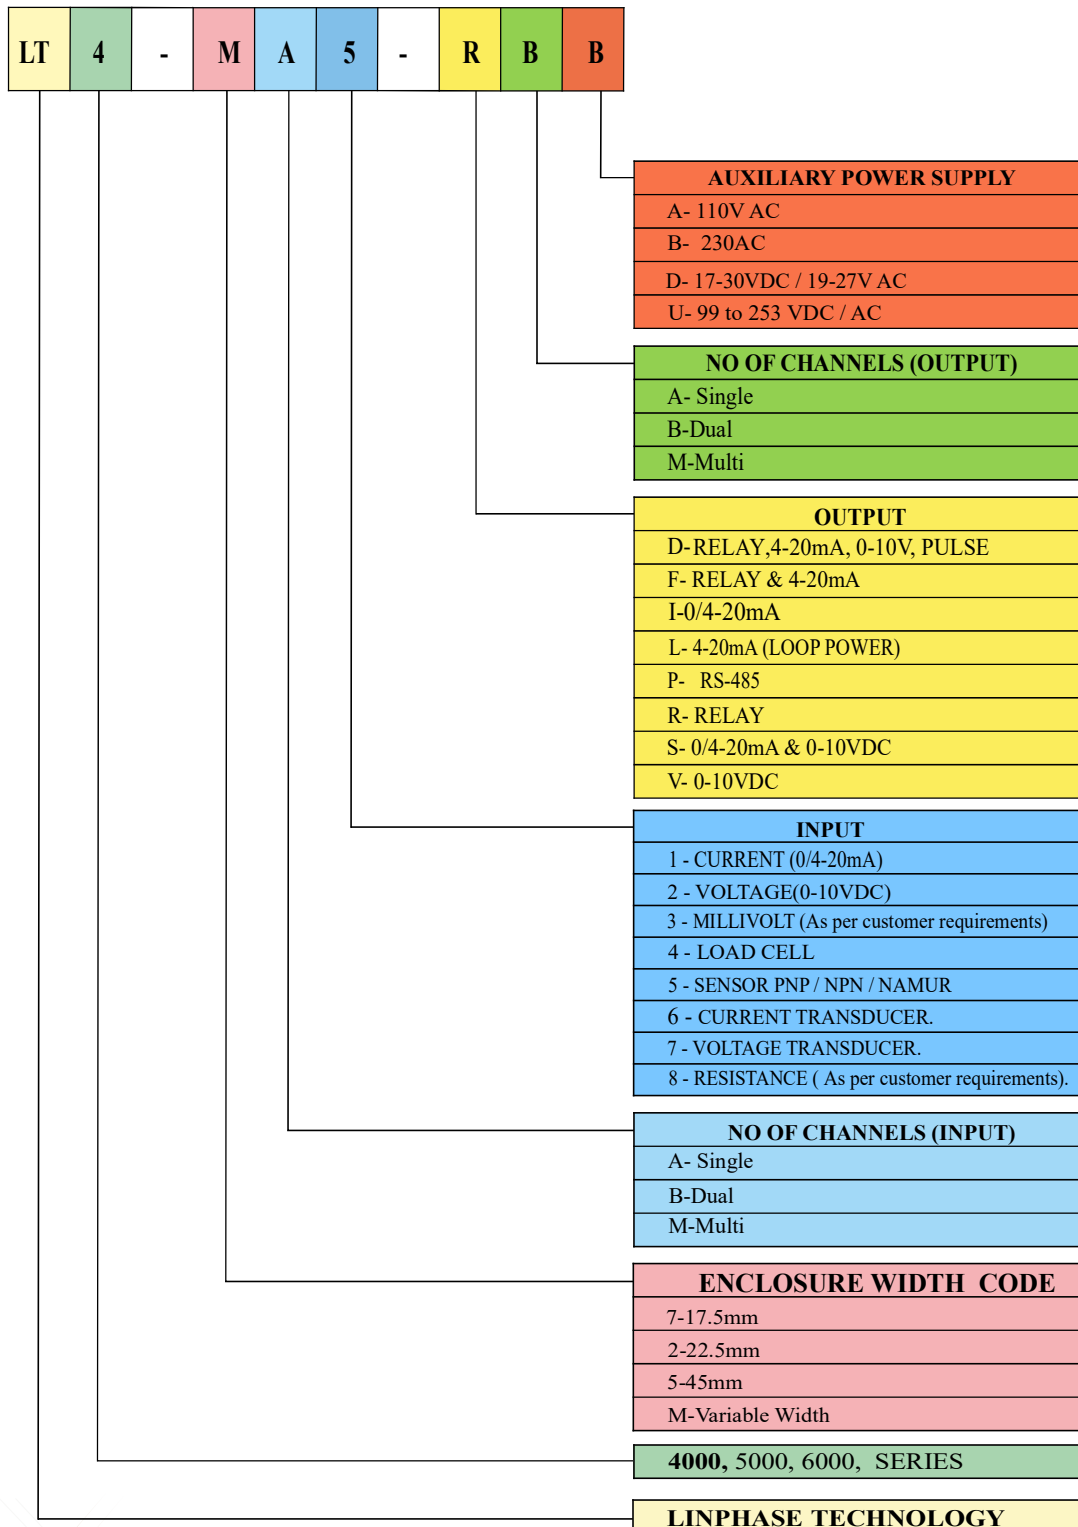 LT 4 - M A 5 - R B B
AUXILIARY POWER SUPPLY
A- 110V AC
B- 230AC
D- 17-30VDC / 19-27V AC
U- 99 to 253 VDC / AC
NO OF CHANNELS (OUTPUT)
A- Single
B-Dual
M-Multi
OUTPUT
D-RELAY,4-20mA, 0-10V, PULSE
F- RELAY & 4-20mA
I-0/4-20mA
L- 4-20mA (LOOP POWER)
P- RS-485
R- RELAY
S- 0/4-20mA & 0-10VDC
V- 0-10VDC
INPUT
1 - CURRENT (0/4-20mA)
2 - VOLTAGE(0-10VDC)
3 - MILLIVOLT (As per customer requirements)
4 - LOAD CELL
5 - SENSOR PNP / NPN / NAMUR
6 - CURRENT TRANSDUCER.
7 - VOLTAGE TRANSDUCER.
8 - RESISTANCE ( As per customer requirements).
NO OF CHANNELS (INPUT)
A- Single
B-Dual
M-Multi
ENCLOSURE WIDTH CODE
7-17.5mm
2-22.5mm
5-45mm
M-Variable Width
4000, 5000, 6000, SERIES
LINPHASE TECHNOLOGY